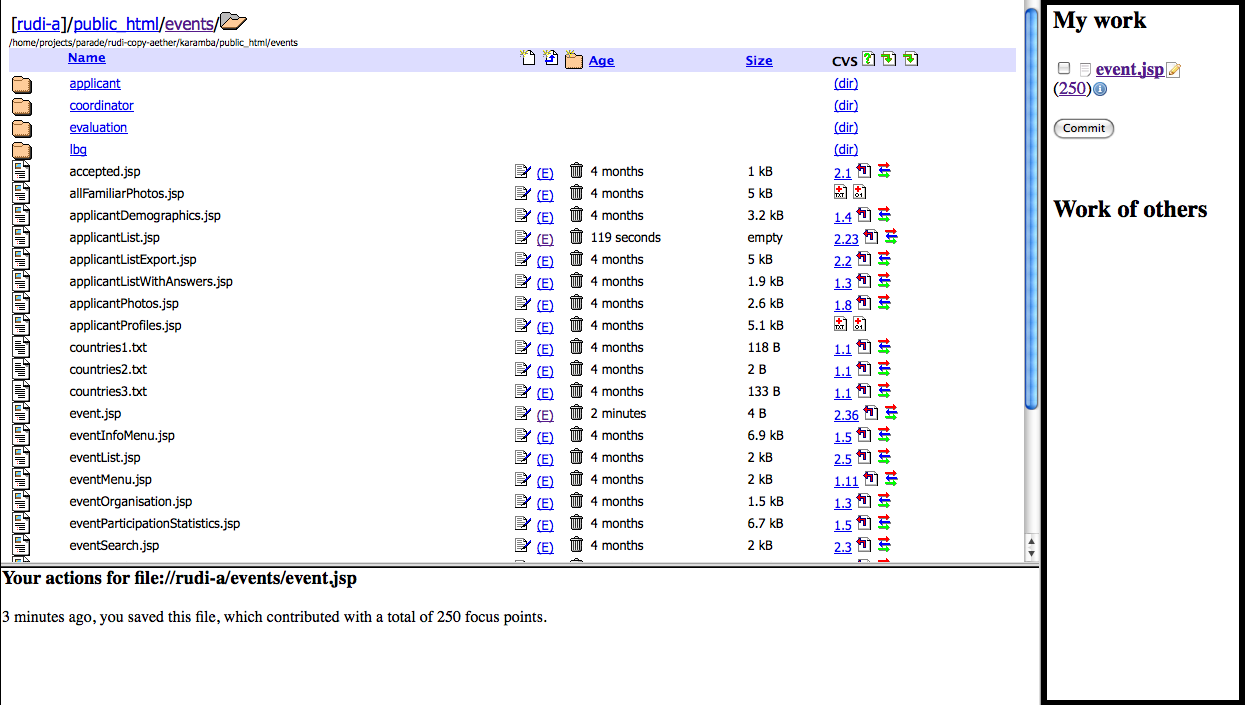 [rudi-a]/public_html/events/
/home/projects/parade/rudi-copy-aether/karamba/public_html/events
Name Age Size CVS
applicant (dir)
coordinator (dir)
evaluation (dir)
lbg (dir)
accepted.jsp (E) 4 months 1 kB 2.1
allFamiliarPhotos.jsp (E) 4 months 5 kB
applicantDemographics.jsp (E) 4 months 3.2 kB 1.4
applicantList.jsp (E) 119 seconds empty 2.23
applicantListExport.jsp (E) 4 months 5 kB 2.2
applicantListWithAnswers.jsp (E) 4 months 1.9 kB 1.3
applicantPhotos.jsp (E) 4 months 2.6 kB 1.8
applicantProfiles.jsp (E) 4 months 5.1 kB
countries1.txt (E) 4 months 118 B 1.1
countries2.txt (E) 4 months 2 B 1.1
countries3.txt (E) 4 months 133 B 1.1
event.jsp (E) 2 minutes 4 B 2.36
eventInfoMenu.jsp (E) 4 months 6.9 kB 1.5
eventList.jsp (E) 4 months 2 kB 2.5
eventMenu.jsp (E) 4 months 2 kB 1.11
eventOrganisation.jsp (E) 4 months 1.5 kB 1.3
eventParticipationStatistics.jsp (E) 4 months 6.7 kB 1.5
eventSearch.jsp (E) 4 months 2 kB 2.3
Your actions for file://rudi-a/events/event.jsp
3 minutes ago, you saved this file, which contributed with a total of 250 focus points.
My work
event.jsp
(250)
Commit
Work of others